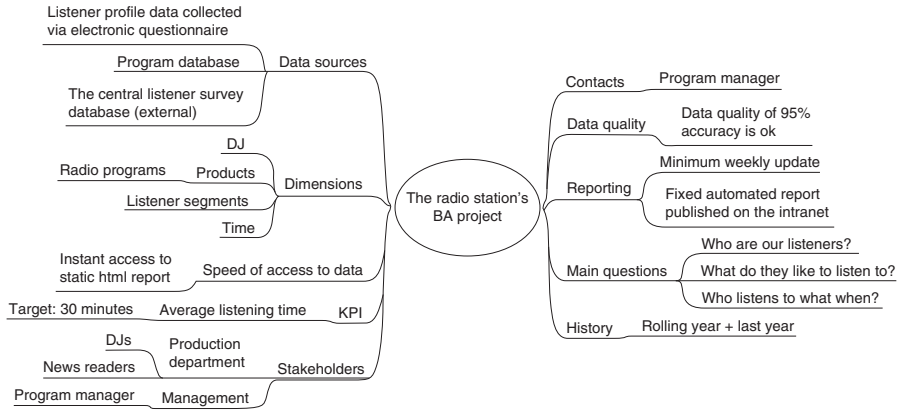 Listener profile data collected
via electronic questionnaire
Program database
The central listener survey
database (external)
Data sources
DJ
Radio programs
Products
Listener segments
Time
Dimensions
Instant access to
static html report
Speed of access to data
Target: 30 minutes
Average listening time
KPI
DJs
News readers
Production
department
Program manager
Management
Stakeholders
The radio station's
BA project
Contacts
Program manager
Data quality
Data quality of 95%
accuracy is ok
Reporting
Minimum weekly update
Fixed automated report
published on the intranet
Main questions
Who are our listeners?
What do they like to listen to?
Who listens to what when?
History
Rolling year + last year